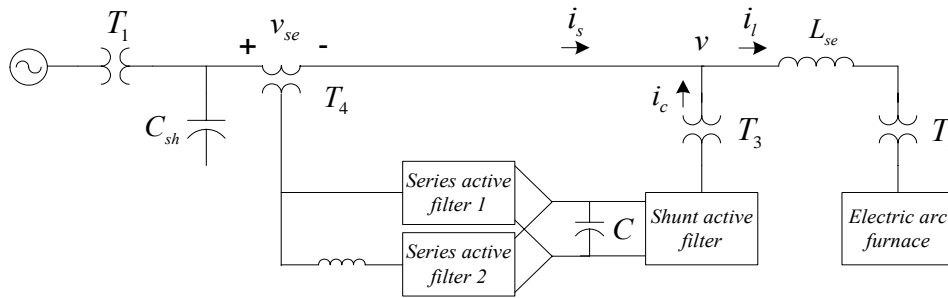 T1
+ vse -
is
v
il
Lse
T4
Csh
ic
T3
T
Series active
filter 1
C
Shunt active
filter
Electric arc
furnace
Series active
filter 2